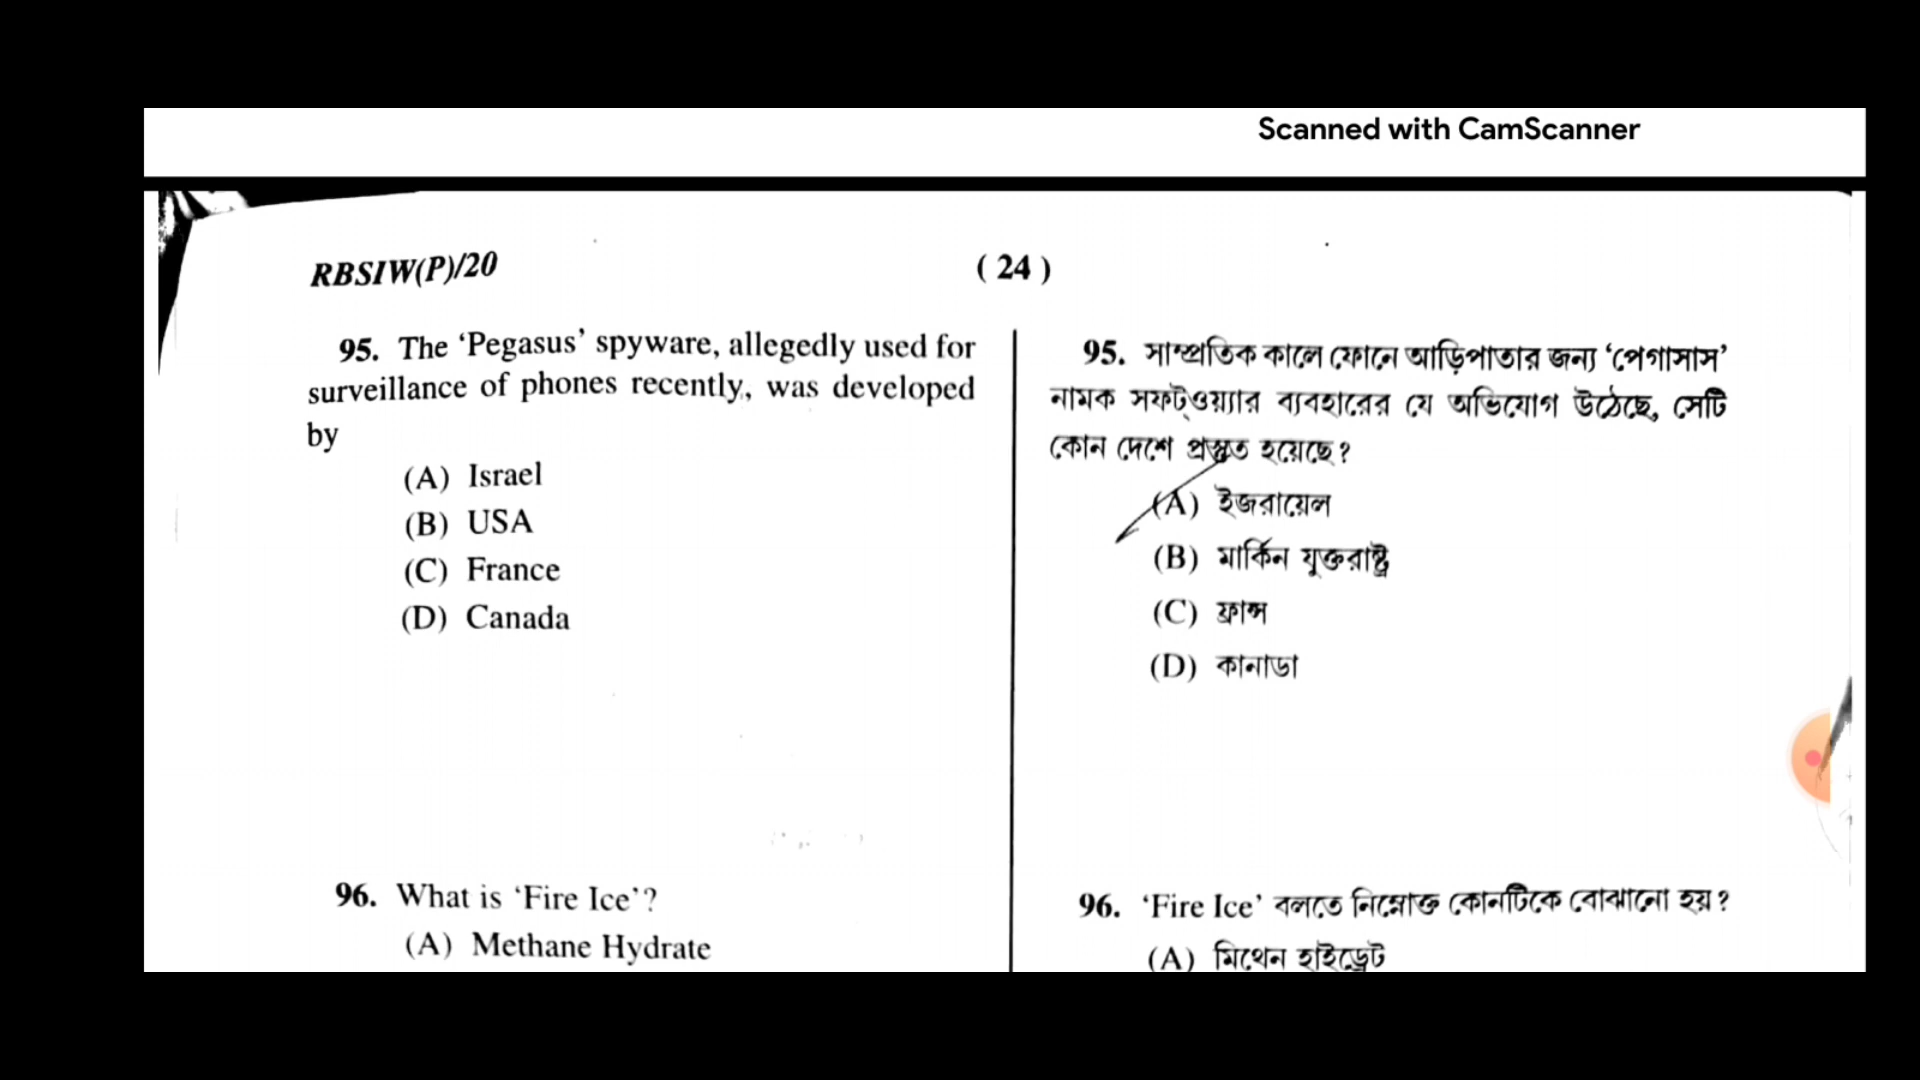 Scanned with CamScanner
RBSIW(P)/20
( 24 )
95. The ‘Pegasus’ spyware, allegedly used for
surveillance of phones recently, was developed
by
(A) Israel
(B) USA
(C) France
(D) Canada
96. What is ‘Fire Ice’?
(A) Methane Hydrate
95. সাম্প্রতিক কালে ফোনে আড়িপাতার জন্য ‘পেগাসাস’
নামক সফট্‌ওয়্যার ব্যবহারের যে অভিযোগ উঠেছে, সেটি
কোন দেশে প্রস্তুত হয়েছে?
(A) ইজরায়েল
(B) মার্কিন যুক্তরাষ্ট্র
(C) ফ্রান্স
(D) কানাডা
96. ‘Fire Ice’ বলতে নিম্নোক্ত কোনটিকে বোঝানো হয়?
(A) মিথেন হাইড্রেট